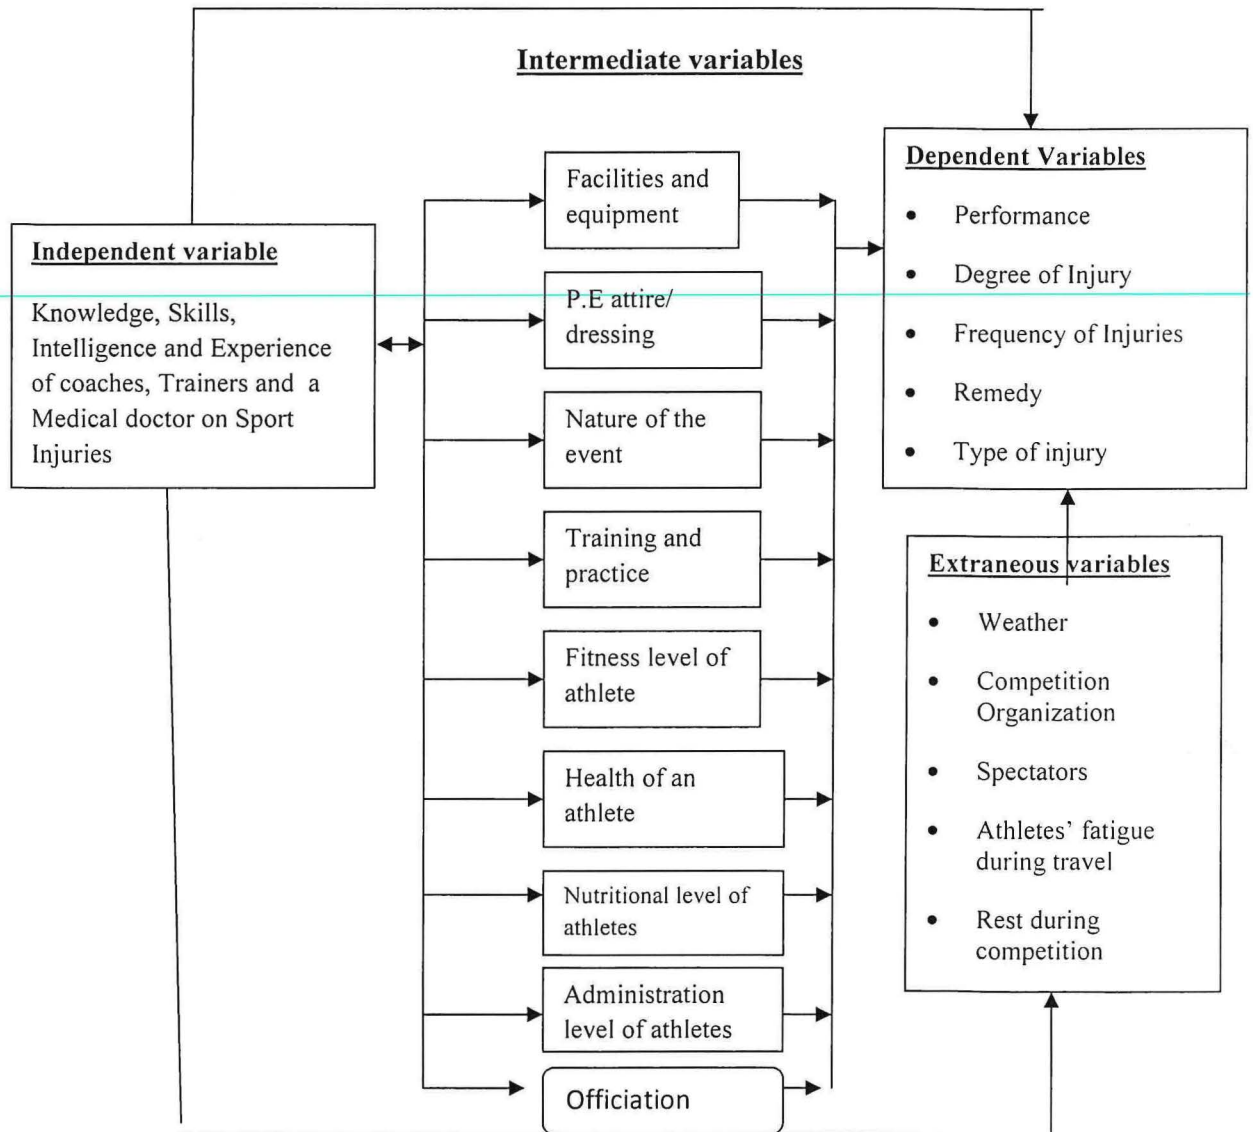 Intermediate variables
Independent variable
Knowledge, Skills,
Intelligence and Experience
of coaches, Trainers and a
Medical doctor on Sport
Injuries
Facilities and
equipment
P.E attire/
dressing
Nature of the
event
Training and
practice
Fitness level of
athlete
Health of an
athlete
Nutritional level of
athletes
Administration
level of athletes
Officiation
Dependent Variables
• Performance
• Degree of Injury
• Frequency of Injuries
• Remedy
• Type of injury
Extraneous variables
• Weather
• Competition
Organization
• Spectators
• Athletes’ fatigue
during travel
• Rest during
competition